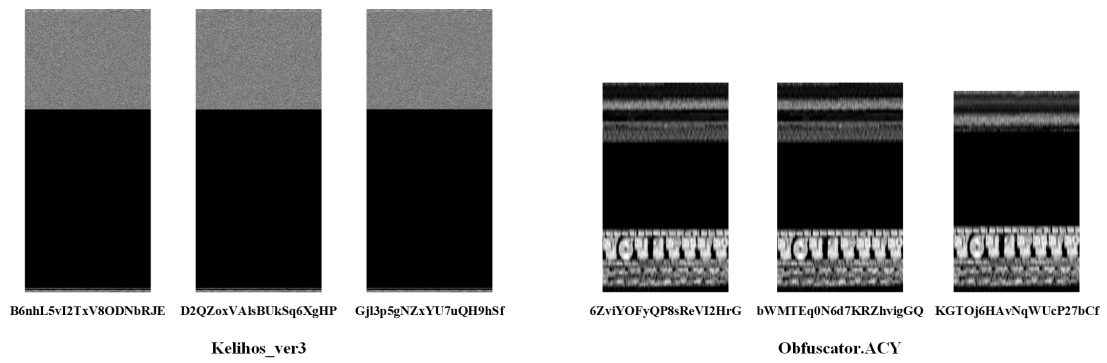 B6nhL5vI2TxV8ODNbRJE D2QZoxVAlsBUkSq6XgHP Gjl3p5gNZxYU7uQH9hSf 6ZviYOFyQP8sReVI2HrG bWMTEq0N6d7KRZhvigGQ KGTOj6HAvNqWUcP27bCf
Kelihos_ver3 Obfuscator.ACY